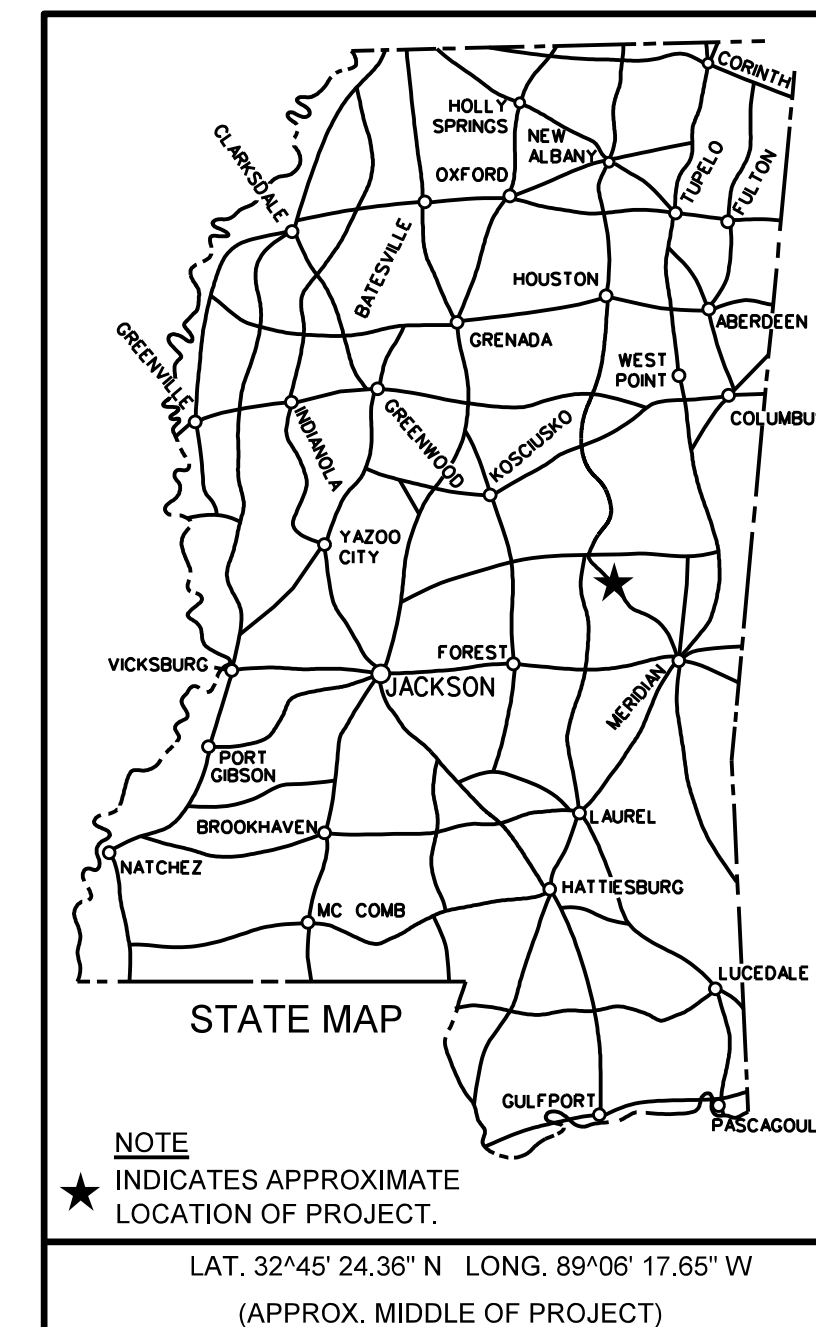 CORINTH
HOLLY
SPRINGS
NEW
ALBANY
CLARKSDALE
OXFORD
TUPELO
FULTON
BATESVILLE
HOUSTON
ABERDEEN
GREENVILLE
GRENADA
WEST
POINT
COLUMBU
INDIANOLA
GREENWOOD
KOSCIUSKO
YAZOO
CITY
VICKSBURG
FOREST
JACKSON
MERIDIAN
PORT
GIBSON
BROOKHAVEN
LAUREL
NATCHEZ
HATTIESBURG
MC COMB
LUCEDALE
STATE MAP
GULFPORT
PASCAGOUL
NOTE
INDICATES APPROXIMATE
LOCATION OF PROJECT.
LAT. 32^45' 24.36" N LONG. 89^06' 17.65" W
(APPROX. MIDDLE OF PROJECT)